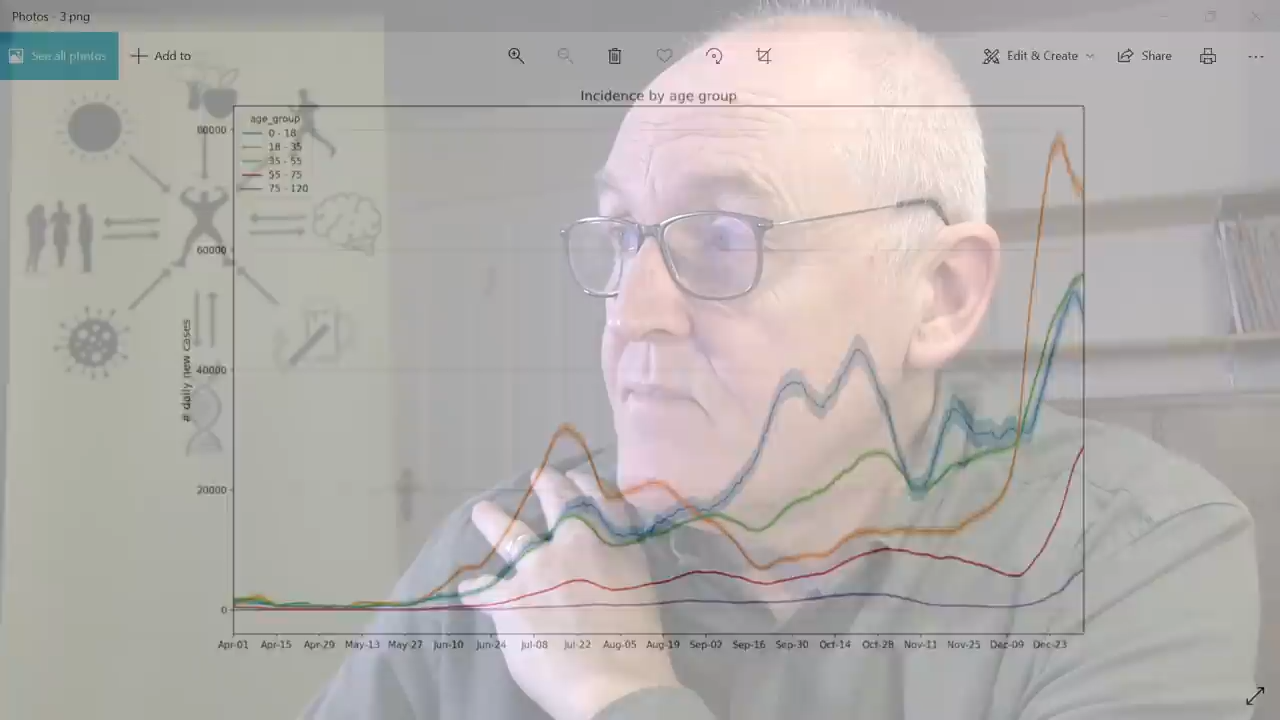 Photos - 3.png
See all photos
Add to
Edit & Create
Share
Incidence by age group
age_group
0 - 18
18 - 35
35 - 55
55 - 75
75 - 120
# daily new cases
80000
60000
40000
20000
0
Apr-01 Apr-15 Apr-29 May-13 May-27 Jun-10 Jun-24 Jul-08 Jul-22 Aug-05 Aug-19 Sep-02 Sep-16 Sep-30 Oct-14 Oct-28 Nov-11 Nov-25 Dec-09 Dec-23